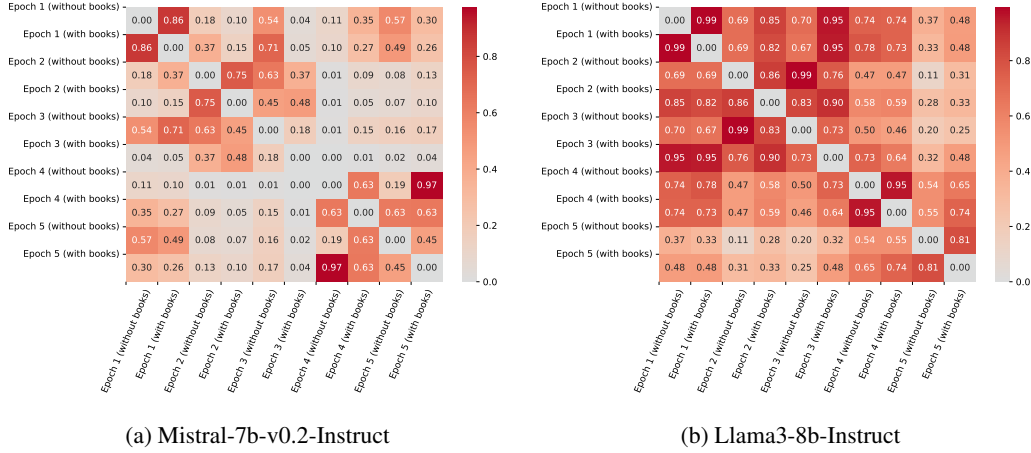 Epoch 1 (without books)
Epoch 1 (with books)
Epoch 2 (without books)
Epoch 2 (with books)
Epoch 3 (without books)
Epoch 3 (with books)
Epoch 4 (without books)
Epoch 4 (with books)
Epoch 5 (without books)
Epoch 5 (with books)
0.00 0.86 0.18 0.10 0.54 0.04 0.11 0.35 0.57 0.30
0.86 0.00 0.37 0.15 0.71 0.05 0.10 0.27 0.49 0.26
0.18 0.37 0.00 0.75 0.63 0.37 0.01 0.09 0.08 0.13
0.10 0.15 0.75 0.00 0.45 0.48 0.01 0.05 0.07 0.10
0.54 0.71 0.63 0.45 0.00 0.18 0.01 0.15 0.16 0.17
0.04 0.05 0.37 0.48 0.18 0.00 0.00 0.01 0.02 0.04
0.11 0.10 0.01 0.01 0.01 0.00 0.00 0.63 0.19 0.97
0.35 0.27 0.09 0.05 0.15 0.01 0.63 0.00 0.63 0.63
0.57 0.49 0.08 0.07 0.16 0.02 0.19 0.63 0.00 0.45
0.30 0.26 0.13 0.10 0.17 0.04 0.97 0.63 0.45 0.00
0.8
0.6
0.4
0.2
0.0
Epoch 1 (without books)
Epoch 1 (with books)
Epoch 2 (without books)
Epoch 2 (with books)
Epoch 3 (without books)
Epoch 3 (with books)
Epoch 4 (without books)
Epoch 4 (with books)
Epoch 5 (without books)
Epoch 5 (with books)
(a) Mistral-7b-v0.2-Instruct
Epoch 1 (without books)
Epoch 1 (with books)
Epoch 2 (without books)
Epoch 2 (with books)
Epoch 3 (without books)
Epoch 3 (with books)
Epoch 4 (without books)
Epoch 4 (with books)
Epoch 5 (without books)
Epoch 5 (with books)
0.00 0.99 0.69 0.85 0.70 0.95 0.74 0.74 0.37 0.48
0.99 0.00 0.69 0.82 0.67 0.95 0.78 0.73 0.33 0.48
0.69 0.69 0.00 0.86 0.99 0.76 0.47 0.47 0.11 0.31
0.85 0.82 0.86 0.00 0.83 0.90 0.58 0.59 0.28 0.33
0.70 0.67 0.99 0.83 0.00 0.73 0.50 0.46 0.20 0.25
0.95 0.95 0.76 0.90 0.73 0.00 0.73 0.64 0.32 0.48
0.74 0.78 0.47 0.58 0.50 0.73 0.00 0.95 0.54 0.65
0.74 0.73 0.47 0.59 0.46 0.64 0.95 0.00 0.55 0.74
0.37 0.33 0.11 0.28 0.20 0.32 0.54 0.55 0.00 0.81
0.48 0.48 0.31 0.33 0.25 0.48 0.65 0.74 0.81 0.00
0.8
0.6
0.4
0.2
0.0
Epoch 1 (without books)
Epoch 1 (with books)
Epoch 2 (without books)
Epoch 2 (with books)
Epoch 3 (without books)
Epoch 3 (with books)
Epoch 4 (without books)
Epoch 4 (with books)
Epoch 5 (without books)
Epoch 5 (with books)
(b) Llama3-8b-Instruct